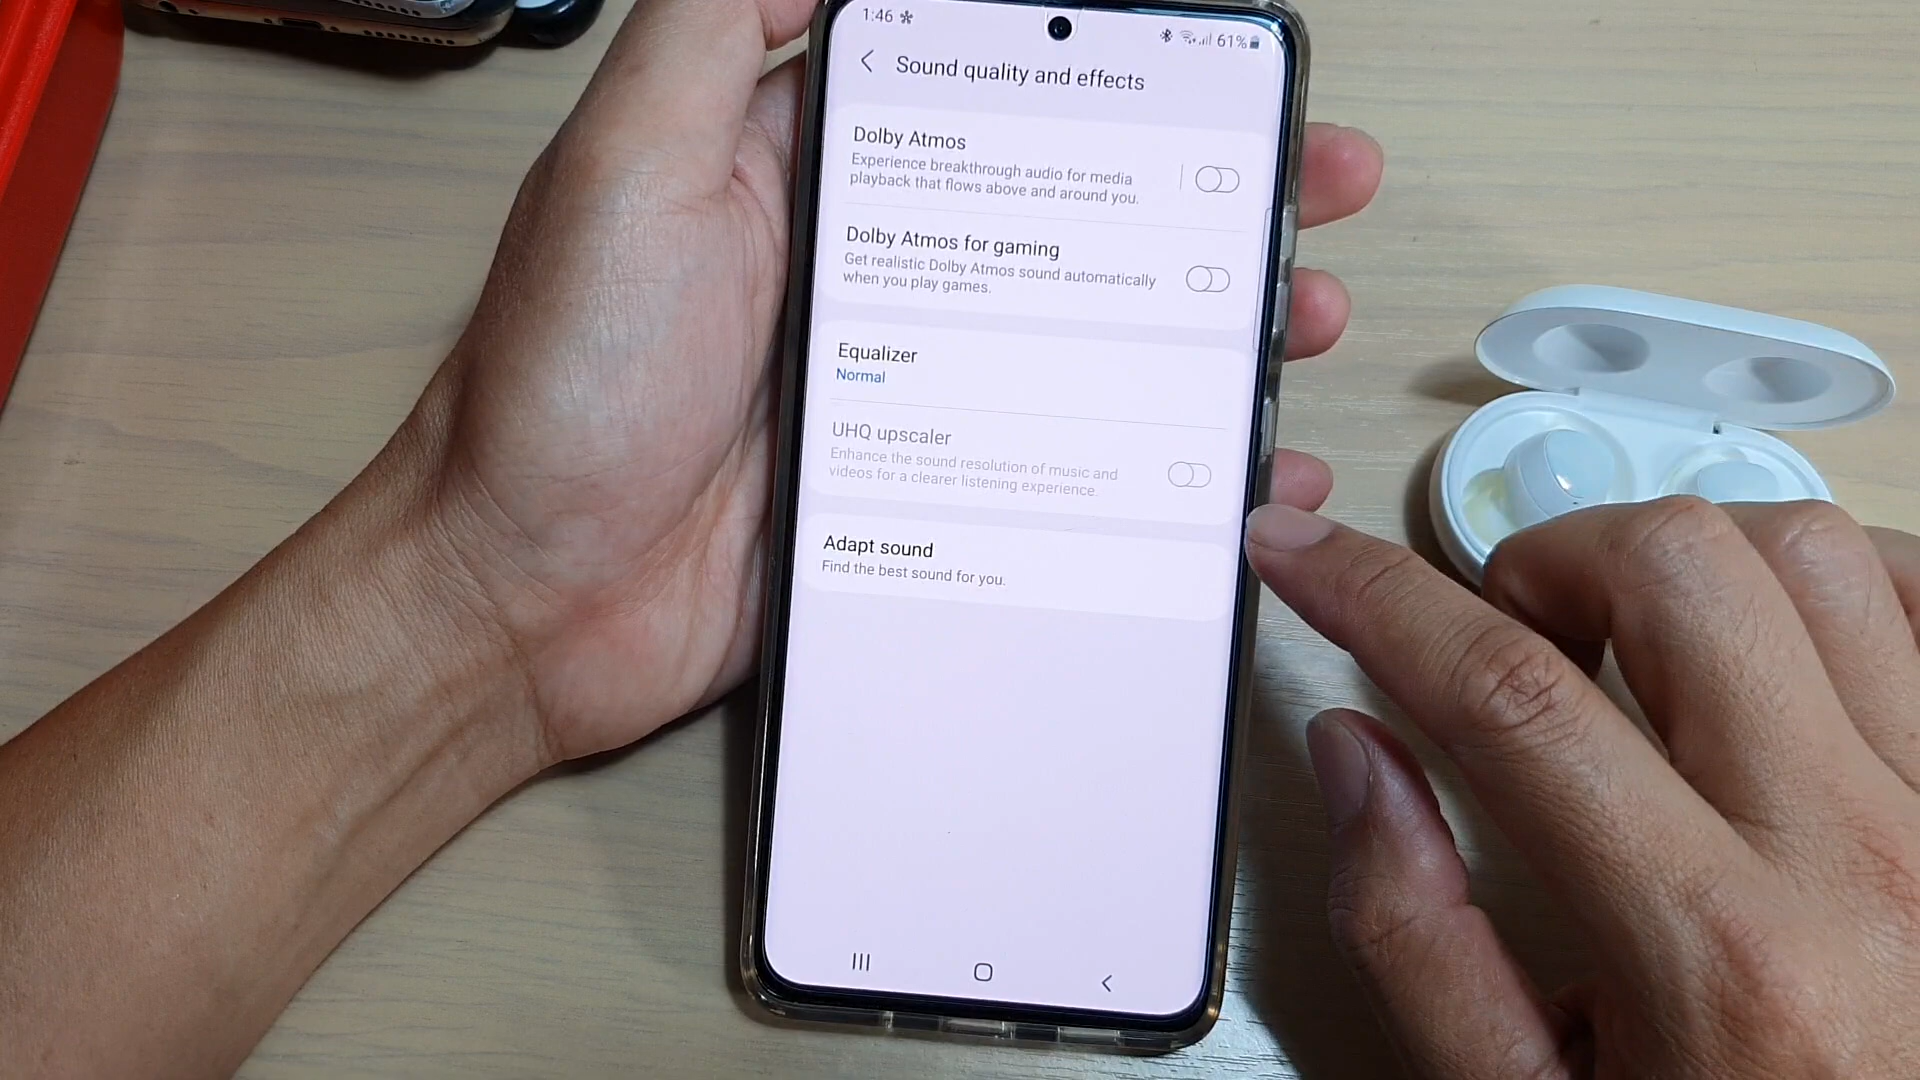 1:46
61%
Sound quality and effects
Dolby Atmos
Experience breakthrough audio for media
playback that flows above and around you.
Dolby Atmos for gaming
Get realistic Dolby Atmos sound automatically
when you play games.
Equalizer
Normal
UHQ upscaler
Enhance the sound resolution of music and
videos for a clearer listening experience.
Adapt sound
Find the best sound for you.